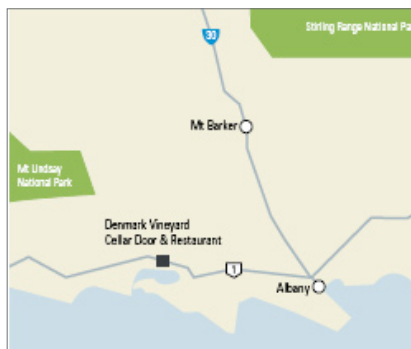 30
Stirling Range National Pa
Mt Barker
Mt Lindsay
National Park
Denmark Vineyard
Cellar Door & Restaurant
1
Albany